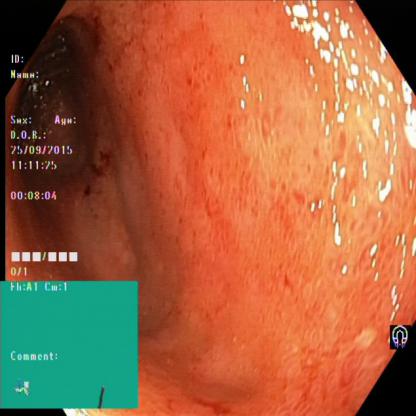 ID:
Name:
Sex: Age:
D.O.B.:
25/09/2015
11:11:25
00:08:04
■■■/■■■
0/1
Eh:A1 Cm:1
Comment: